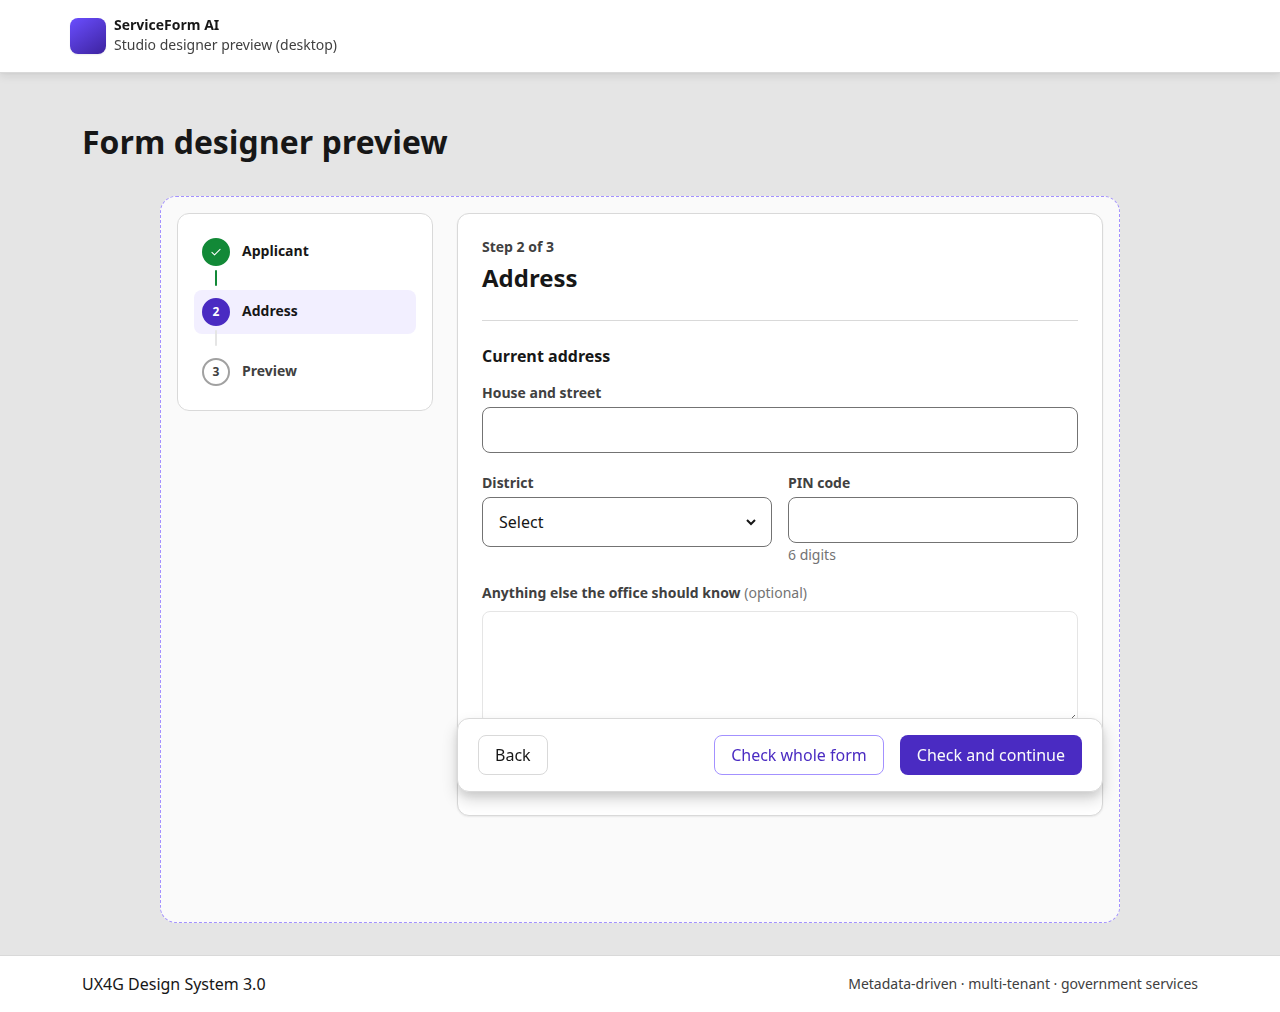 ServiceForm AI
Studio designer preview (desktop)
Form designer preview
Applicant
2 Address
3 Preview
Step 2 of 3
Address
Current address
House and street
District
Select
PIN code
6 digits
Anything else the office should know (optional)
Back
Check whole form
Check and continue
UX4G Design System 3.0
Metadata-driven · multi-tenant · government services